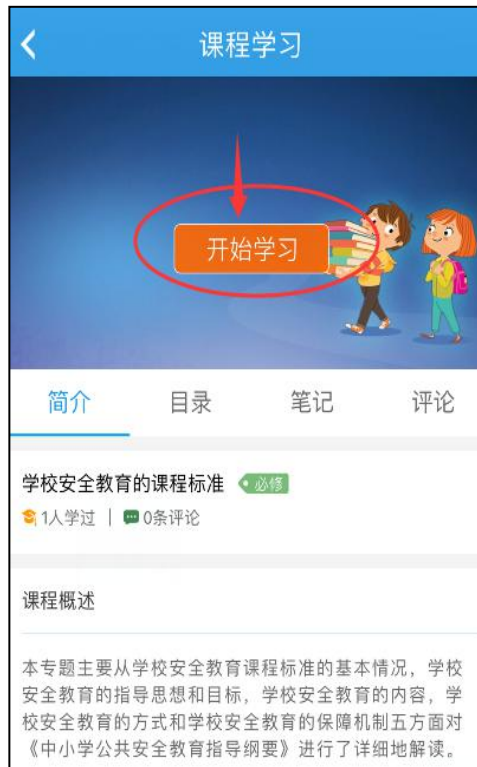 课程学习
开始学习
简介 目录 笔记 评论
学校安全教育的课程标准 必修
1人学过 | 0条评论
课程概述
本专题主要从学校安全教育课程标准的基本情况，学校
安全教育的指导思想和目标，学校安全教育的内容，学
校安全教育的方式和学校安全教育的保障机制五方面对
《中小学公共安全教育指导纲要》进行了详细地解读。